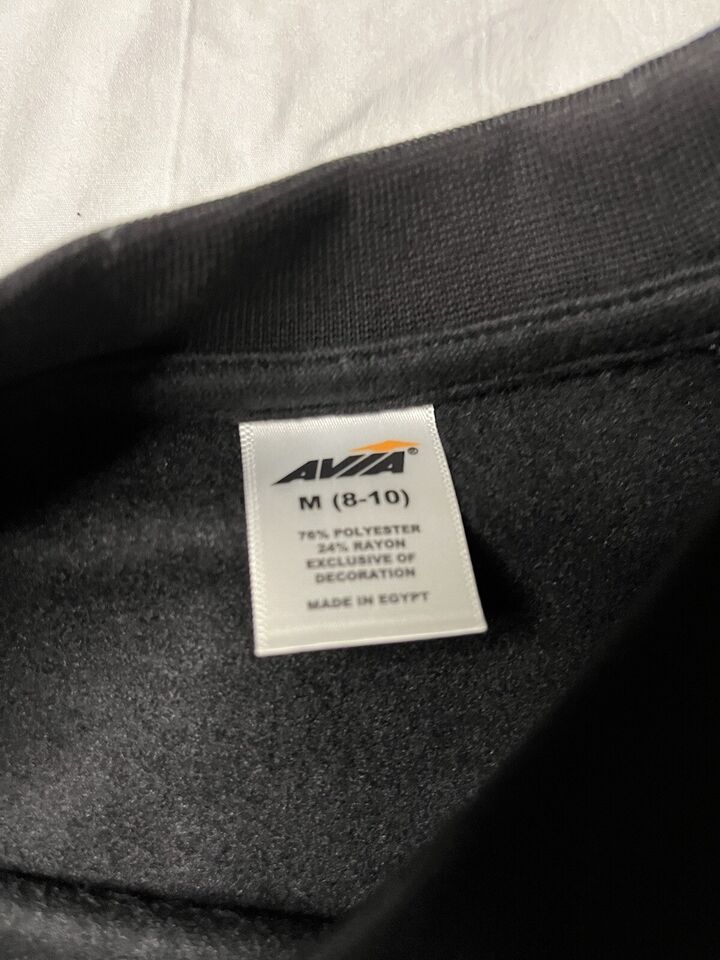 AVIA®
M (8-10)
76% POLYESTER
24% RAYON
EXCLUSIVE OF
DECORATION
MADE IN EGYPT